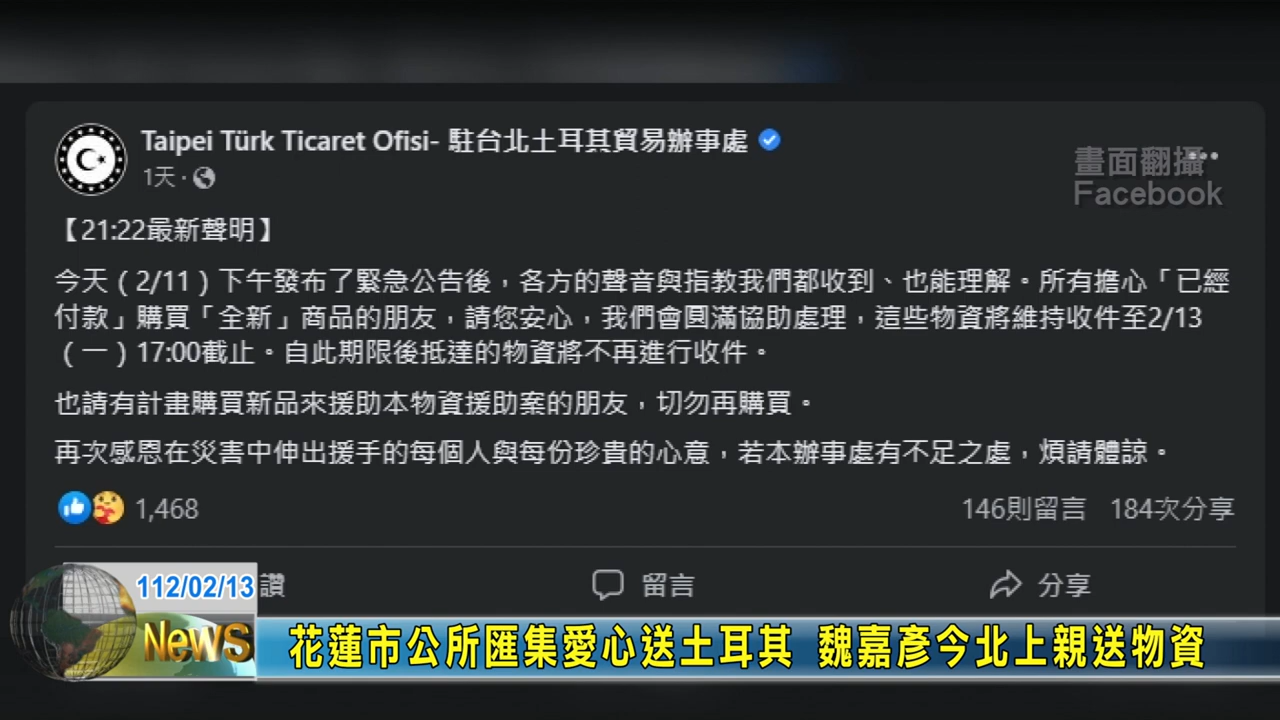 Taipei Türk Ticaret Ofisi- 駐台北土耳其貿易辦事處
1天 ·
畫面翻攝
Facebook
【21:22最新聲明】
今天（2/11）下午發布了緊急公告後，各方的聲音與指教我們都收到、也能理解。所有擔心「已經
付款」購買「全新」商品的朋友，請您安心，我們會圓滿協助處理，這些物資將維持收件至2/13
（一）17:00截止。自此期限後抵達的物資將不再進行收件。
也請有計畫購買新品來援助本物資援助案的朋友，切勿再購買。
再次感恩在災害中伸出援手的每個人與每份珍貴的心意，若本辦事處有不足之處，煩請體諒。
1,468
146則留言 184次分享
讚 留言 分享
112/02/13
News
花蓮市公所匯集愛心送土耳其 魏嘉彥今北上親送物資